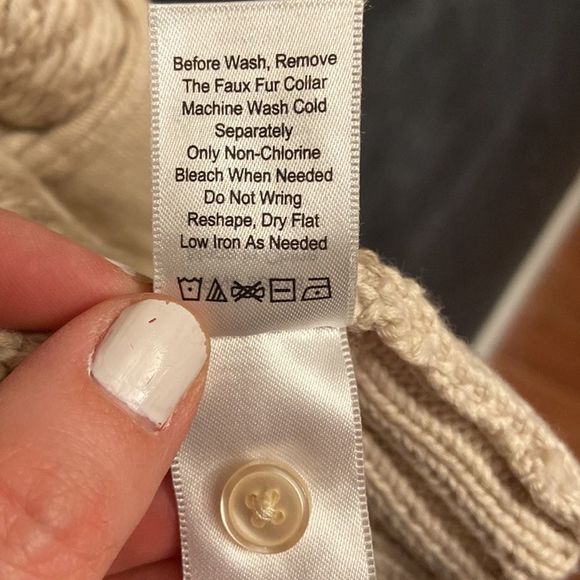 Before Wash, Remove
The Faux Fur Collar
Machine Wash Cold
Separately
Only Non-Chlorine
Bleach When Needed
Do Not Wring
Reshape, Dry Flat
Low Iron As Needed